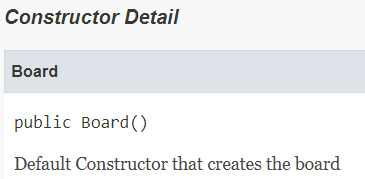 Constructor Detail
Board
public Board()
Default Constructor that creates the board